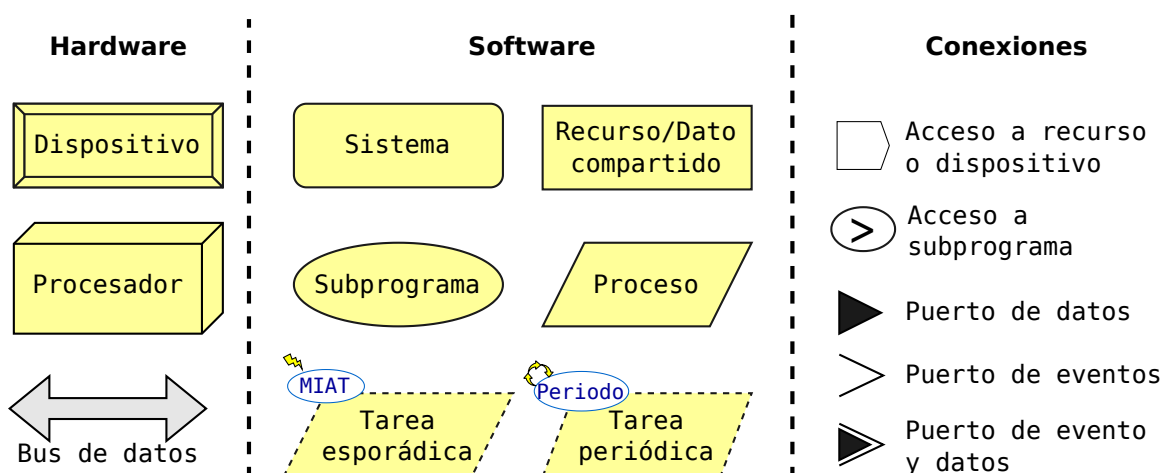 Hardware
Dispositivo
Procesador
Bus de datos
Software
Sistema
Recurso/Dato
compartido
Subprograma
Proceso
MIAT
Tarea
esporádica
Periodo
Tarea
periódica
Conexiones
Acceso a recurso
o dispositivo
>
Acceso a
subprograma
Puerto de datos
Puerto de eventos
Puerto de evento
y datos